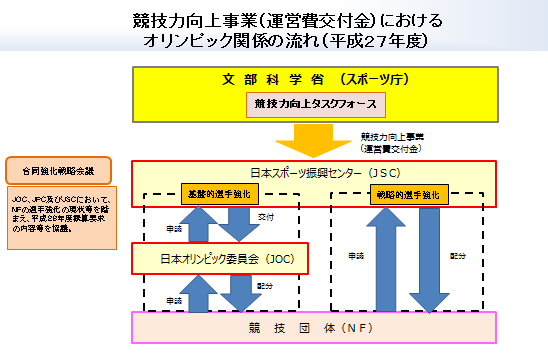 競技力向上事業(運営費交付金)における
オリンピック関係の流れ(平成27年度)
文部科学省 (スポーツ庁)
競技力向上タスクフォース
競技力向上事業
(運営費交付金)
合同強化戦略会議
JOC、JPC及びJSCにおいて、
NFの選手強化の現状等を踏
まえ、平成28年度概算要求
の内容等を協議。
日本スポーツ振興センター(JSC)
基盤的選手強化
戦略的選手強化
申請
交付
日本オリンピック委員会(JOC)
申請
配分
申請
配分
競技団体(NF)